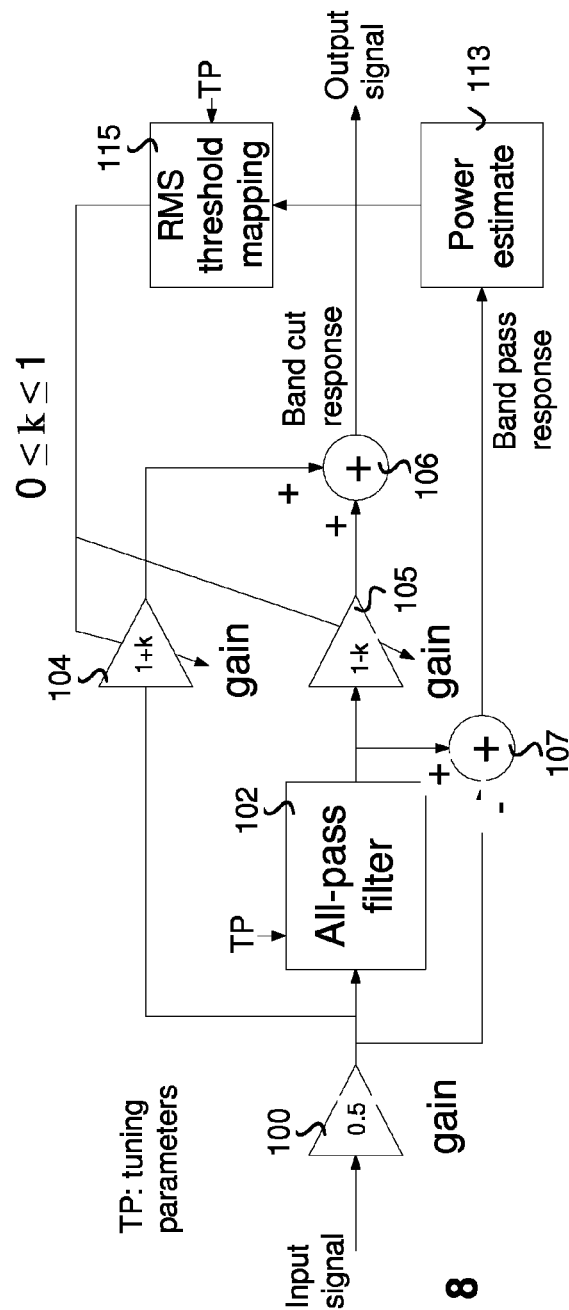 TP: tuning
parameters
0 ≤ k ≤ 1
115
RMS
threshold
mapping
TP
104
1+k
gain
Input
signal
100
0.5
gain
TP
102
All-pass
filter
105
1-k
gain
+
+
+
106
Band cut
response
Output
signal
+
-
+
107
Band pass
response
Power
estimate
113
8